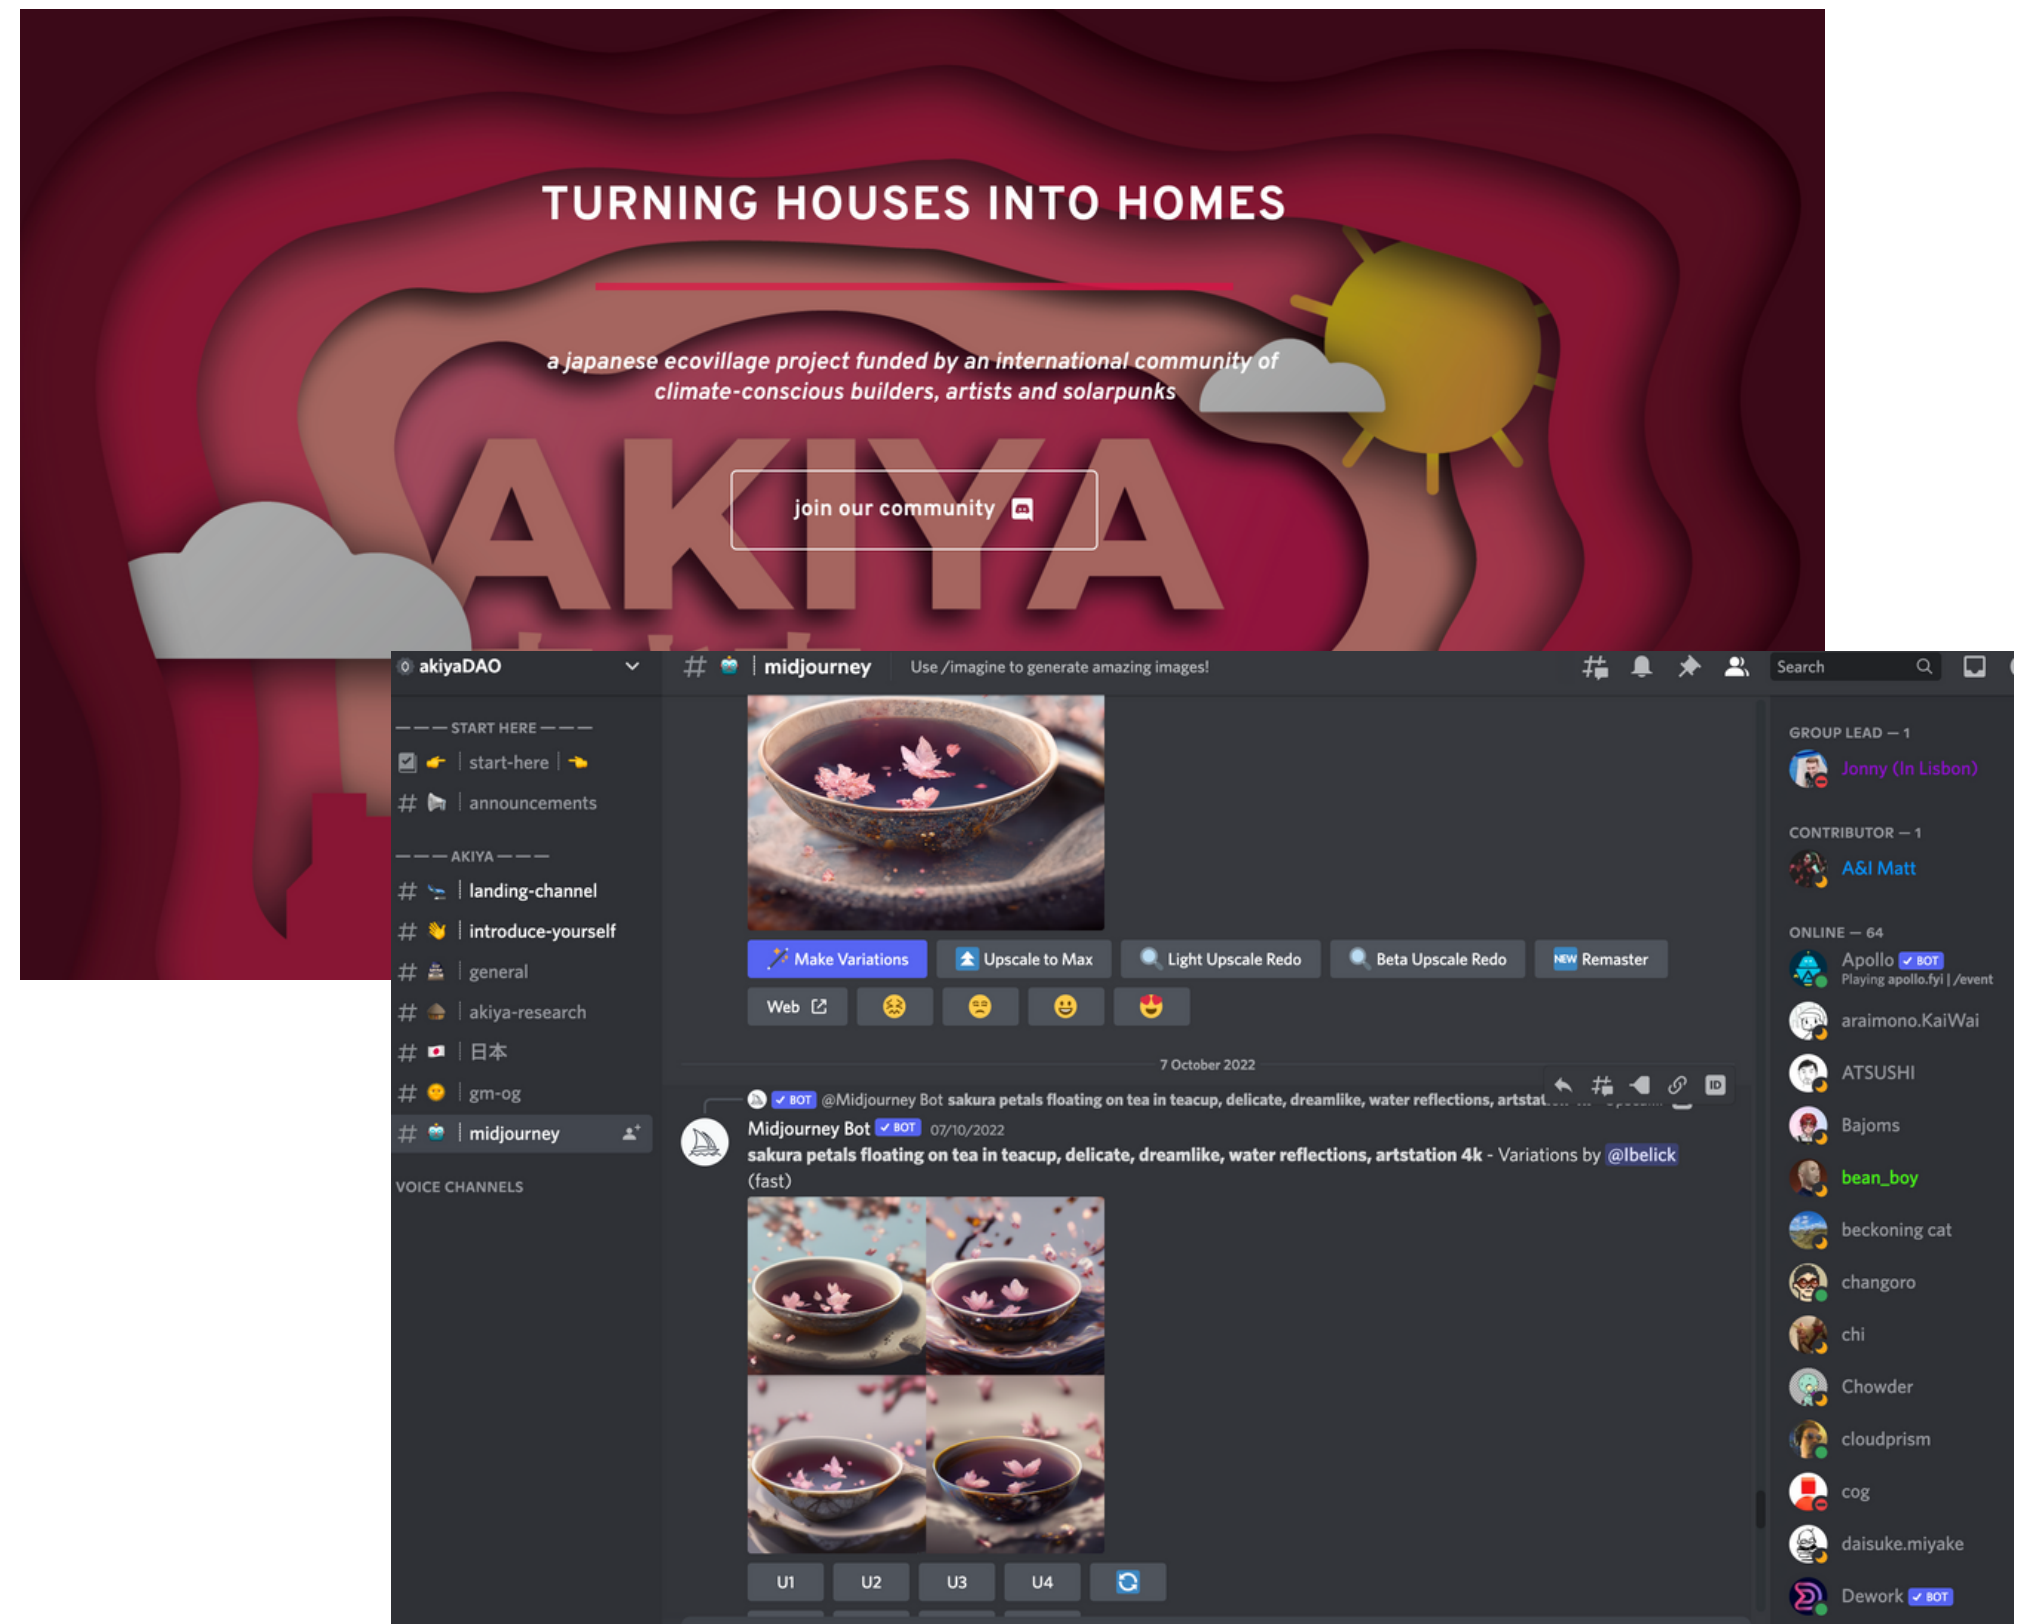 TURNING HOUSES INTO HOMES
a japanese ecovillage project funded by an international community of
climate-conscious builders, artists and solarpunks
AKIYA
join our community
akiyaDAO
— — — START HERE — — —
start-here
announcements
— — — AKIYA — — —
landing-channel
introduce-yourself
general
akiya-research
日本
gm-og
midjourney
VOICE CHANNELS
midjourney
Use /imagine to generate amazing images!
Search
Make Variations
Upscale to Max
Light Upscale Redo
Beta Upscale Redo
NEW Remaster
Web
7 October 2022
BOT @Midjourney Bot sakura petals floating on tea in teacup, delicate, dreamlike, water reflections,
ID
Midjourney Bot BOT 07/10/2022
sakura petals floating on tea in teacup, delicate, dreamlike, water reflections, artstation 4k - Variations by @lbelick
(fast)
U1
U2
U3
U4
GROUP LEAD — 1
Jonny (In Lisbon)
CONTRIBUTOR — 1
A&I Matt
ONLINE — 64
Apollo BOT
Playing apollo.fyi | /event
araimono.KaiWai
ATSUSHI
Bajoms
bean_boy
beckoning cat
changoro
chi
Chowder
cloudprism
cog
daisuke.miyake
Dework BOT